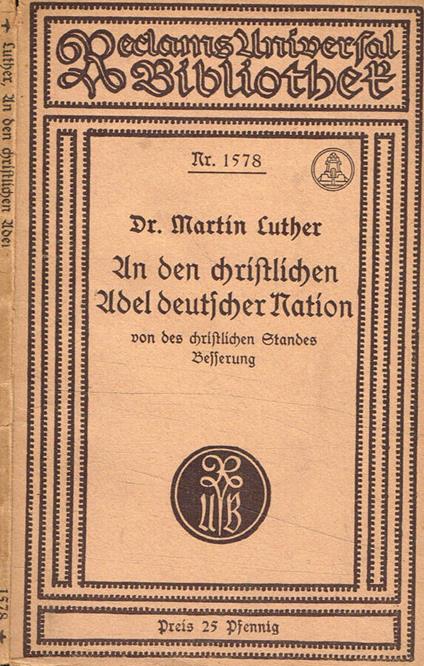 Reclams Universal
Bibliothek
Nr. 1578
Dr. Martin Luther
An den christlichen
Adel deutscher Nation
von des christlichen Standes
Besserung
RUB
Preis 25 Pfennig
Luther, An den christlichen Adel
1578